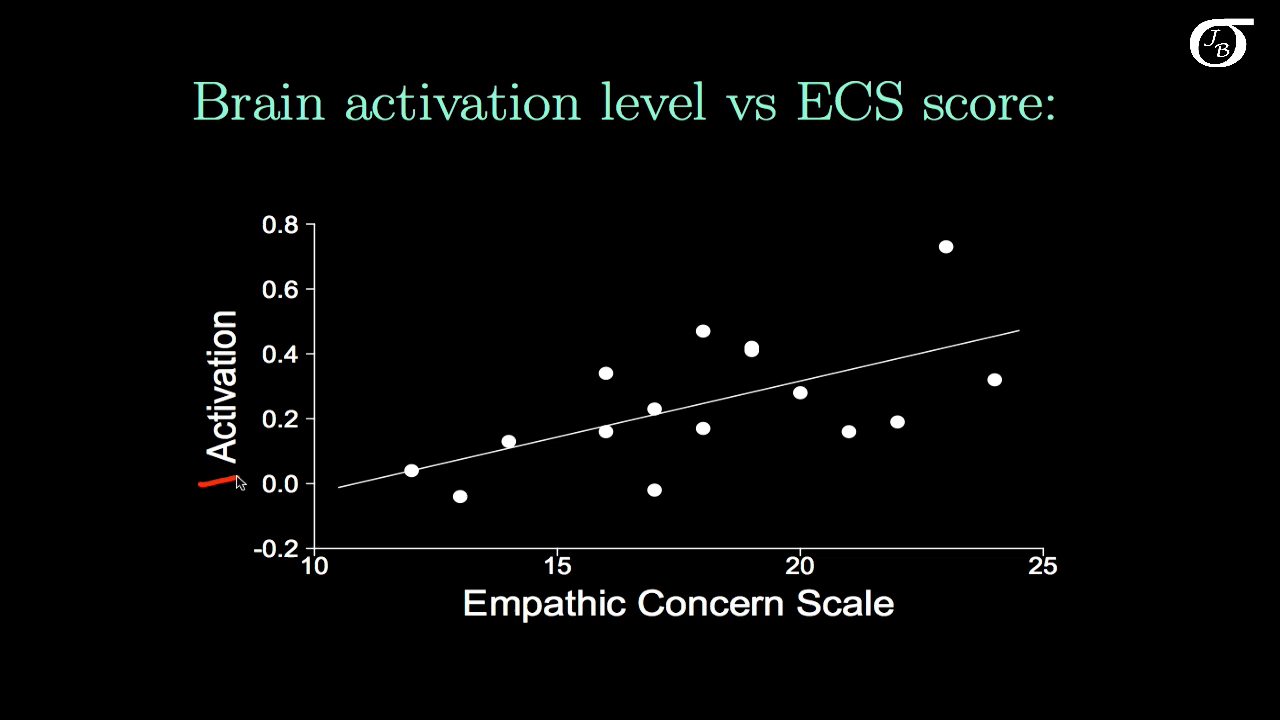 J
B
Brain activation level vs ECS score:
0.8
0.6
0.4
0.2
0.0
-0.2
Activation
10 15 20 25
Empathic Concern Scale